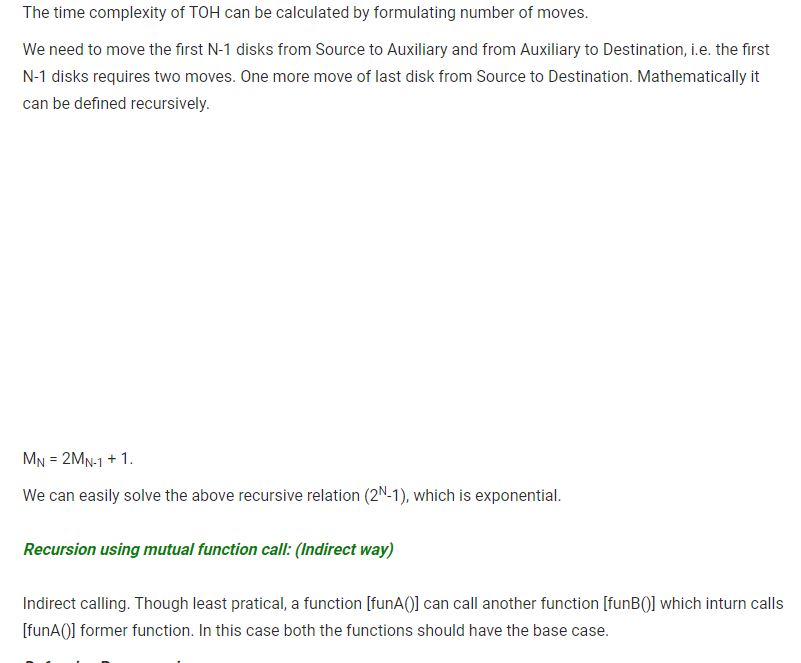 The time complexity of TOH can be calculated by formulating number of moves.
We need to move the first N-1 disks from Source to Auxiliary and from Auxiliary to Destination, i.e. the first
N-1 disks requires two moves. One more move of last disk from Source to Destination. Mathematically it
can be defined recursively.
M_N = 2M_{N-1} + 1.
We can easily solve the above recursive relation (2^N-1), which is exponential.
Recursion using mutual function call: (Indirect way)
Indirect calling. Though least pratical, a function [funA()] can call another function [funB()] which inturn calls
[funA()] former function. In this case both the functions should have the base case.